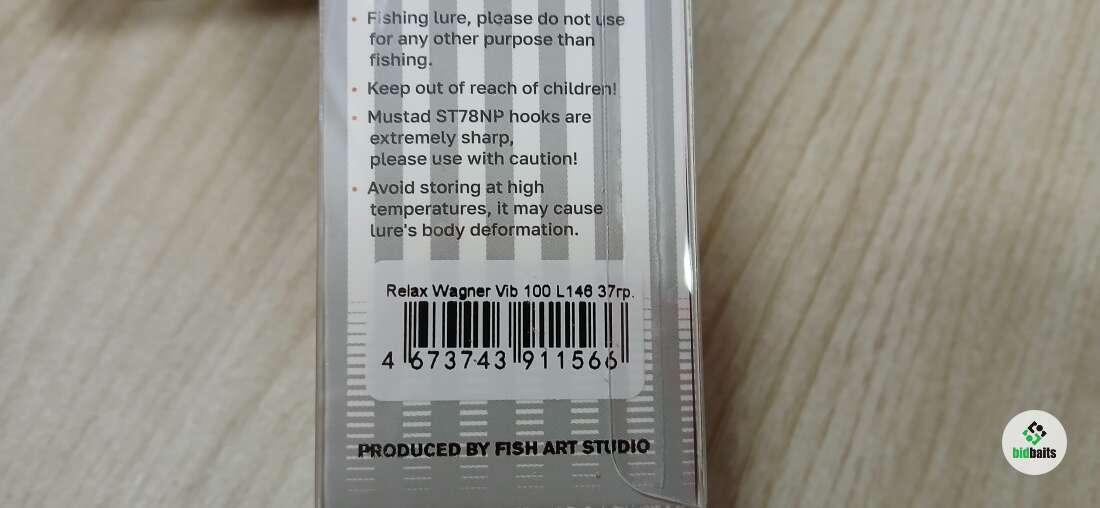 • Fishing lure, please do not use
for any other purpose than
fishing.
• Keep out of reach of children!
• Mustad ST78NP hooks are
extremely sharp,
please use with caution!
• Avoid storing at high
temperatures, it may cause
lure's body deformation.
Relax Wagner Vib 100 L146 37гр.
4 673743 911566
PRODUCED BY FISH ART STUDIO
bidbaits